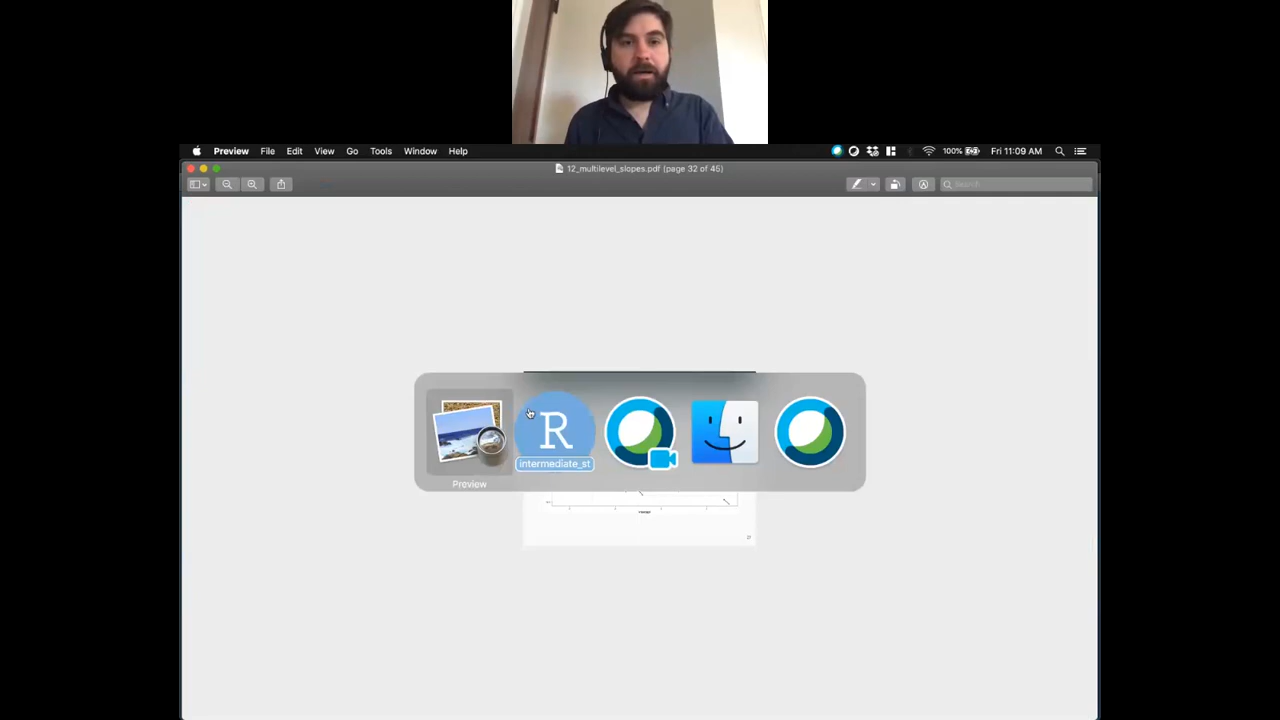 Preview File Edit View Go Tools Window Help 100% Fri 11:09 AM
12_multilevel_slopes.pdf (page 32 of 45)
Search
R
intermediate_st
Preview